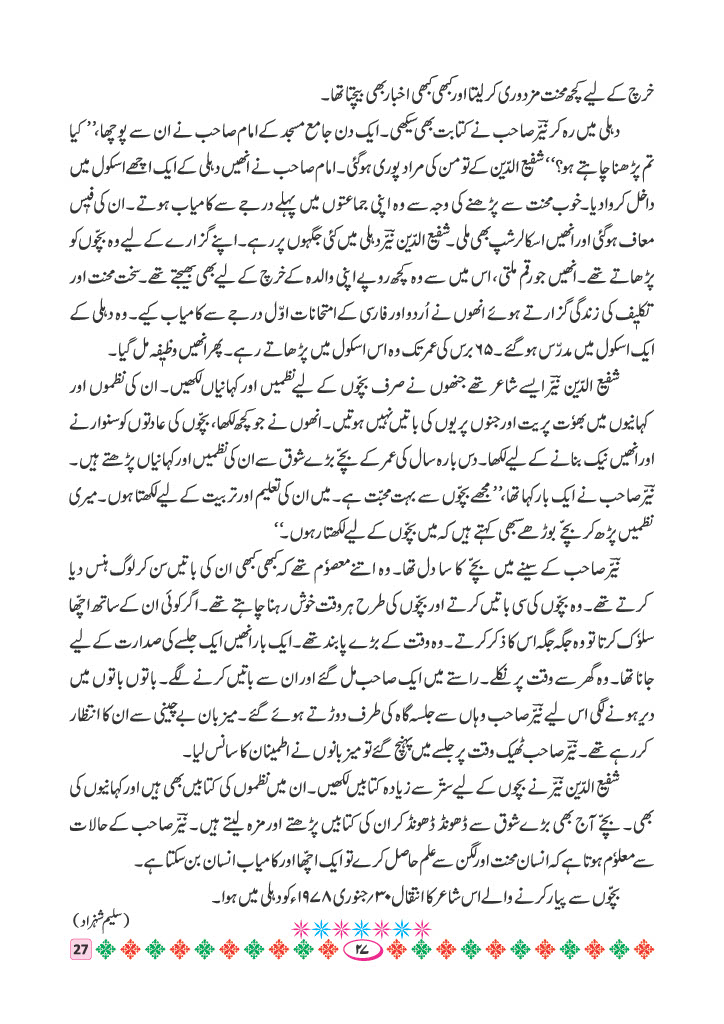 خرچ کے لیے کچھ محنت مزدوری کر لیتا اور کبھی کبھی اخبار بھی بیچتا تھا۔
دہلی میں رہ کر نیّر صاحب نے کتابت بھی سیکھی۔ ایک دن جامع مسجد کے امام صاحب نے ان سے پوچھا، ’’کیا
تم پڑھنا چاہتے ہو؟‘‘ شفیع الدّین کے تو من کی مراد پوری ہوگئی۔ امام صاحب نے انھیں دہلی کے ایک اچھے اسکول میں
داخل کروا دیا۔ خوب محنت سے پڑھنے کی وجہ سے وہ اپنی جماعتوں میں پہلے درجے سے کامیاب ہوتے۔ ان کی فیس
معاف ہوگئی اور انھیں اسکالرشپ بھی ملی۔ شفیع الدّین نیّر دہلی میں کئی جگہوں پر رہے۔ اپنے گزارے کے لیے وہ بچّوں کو
پڑھاتے تھے۔ انھیں جو رقم ملتی، اس میں سے وہ کچھ روپے اپنی والدہ کے خرچ کے لیے بھی بھیجتے تھے۔ سخت محنت اور
تکلیف کی زندگی گزارتے ہوئے انھوں نے اُردو اور فارسی کے امتحانات اوّل درجے سے کامیاب کیے۔ وہ دہلی کے
ایک اسکول میں مدرّس ہوگئے۔ ۶۵ برس کی عمر تک وہ اس اسکول میں پڑھاتے رہے۔ پھر انھیں وظیفہ مل گیا۔
شفیع الدّین نیّر ایسے شاعر تھے جنھوں نے صرف بچّوں کے لیے نظمیں اور کہانیاں لکھیں۔ ان کی نظموں اور
کہانیوں میں بھوٗت پریت اور جنوں پریوں کی باتیں نہیں ہوتیں۔ انھوں نے جو کچھ لکھا، بچّوں کی عادتوں کو سنوارنے
اور انھیں نیک بنانے کے لیے لکھا۔ دس بارہ سال کی عمر کے بچّے بڑے شوق سے ان کی نظمیں اور کہانیاں پڑھتے ہیں۔
نیّر صاحب نے ایک بار کہا تھا، ’’مجھے بچّوں سے بہت محبّت ہے۔ میں ان کی تعلیم اور تربیت کے لیے لکھتا ہوں۔ میری
نظمیں پڑھ کر بچّے بوڑھے سبھی کہتے ہیں کہ میں بچّوں کے لیے لکھتا رہوں۔‘‘
نیّر صاحب کے سینے میں بچّے کا سا دل تھا۔ وہ اتنے معصوٗم تھے کہ کبھی کبھی ان کی باتیں سن کر لوگ ہنس دیا
کرتے تھے۔ وہ بچّوں کی سی باتیں کرتے اور بچّوں کی طرح ہر وقت خوش رہنا چاہتے تھے۔ اگر کوئی ان کے ساتھ اچھّا
سلوٗک کرتا تو وہ جگہ جگہ اس کا ذکر کرتے۔ وہ وقت کے بڑے پابند تھے۔ ایک بار انھیں ایک جلسے کی صدارت کے لیے
جانا تھا۔ وہ گھر سے وقت پر نکلے۔ راستے میں ایک صاحب مل گئے اور ان سے باتیں کرنے لگے۔ باتوں باتوں میں
دیر ہونے لگی اس لیے نیّر صاحب وہاں سے جلسہ گاہ کی طرف دوڑتے ہوئے گئے۔ میزبان بے چینی سے ان کا انتظار
کر رہے تھے۔ نیّر صاحب ٹھیک وقت پر جلسے میں پہنچ گئے تو میزبانوں نے اطمینان کا سانس لیا۔
شفیع الدّین نیّر نے بچوں کے لیے ستّر سے زیادہ کتابیں لکھیں۔ ان میں نظموں کی کتابیں بھی ہیں اور کہانیوں کی
بھی۔ بچّے آج بھی بڑے شوق سے ڈھونڈ ڈھونڈ کر ان کی کتابیں پڑھتے اور مزہ لیتے ہیں۔ نیّر صاحب کے حالات
سے معلوٗم ہوتا ہے کہ انسان محنت اور لگن سے علم حاصل کرے تو ایک اچھّا اور کامیاب انسان بن سکتا ہے۔
بچّوں سے پیار کرنے والے اس شاعر کا انتقال ۳۰؍جنوری ۱۹۷۸ء کو دہلی میں ہوا۔
(سلیم شہزاد)
27
۲۷